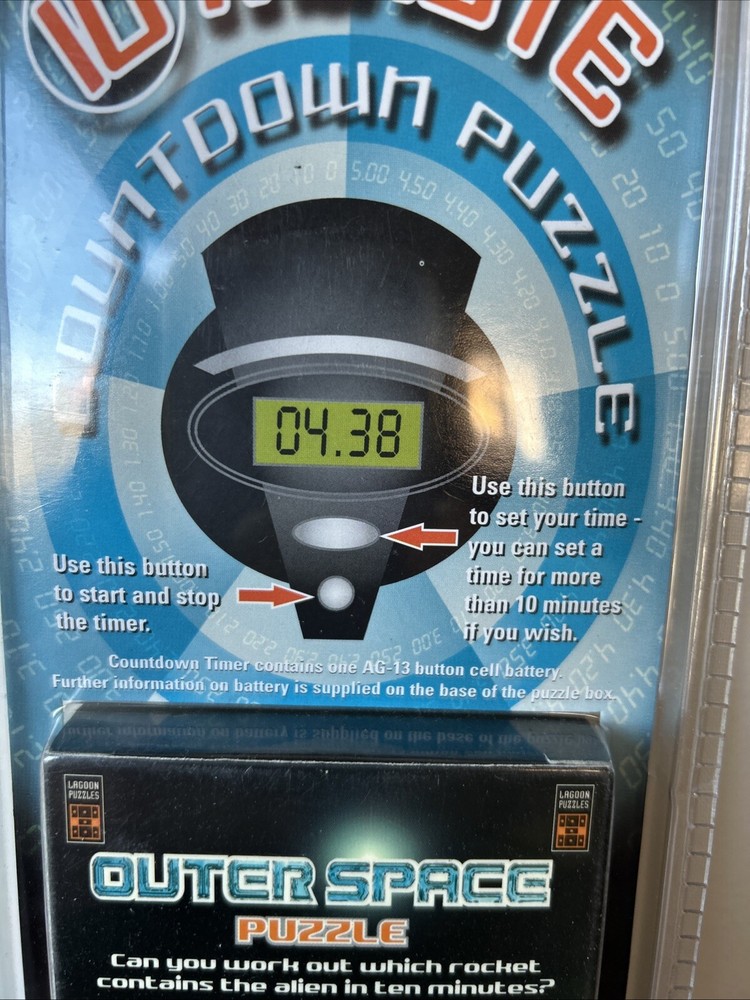 10 MINUTE
COUNTDOWN PUZZLE
04.38
Use this button
to set your time -
you can set a
time for more
than 10 minutes
if you wish.
Use this button
to start and stop
the timer.
Countdown Timer contains one AG-13 button cell battery.
Further information on battery is supplied on the base of the puzzle box.
LAGOON
PUZZLES
LAGOON
PUZZLES
OUTER SPACE
PUZZLE
Can you work out which rocket
contains the alien in ten minutes?